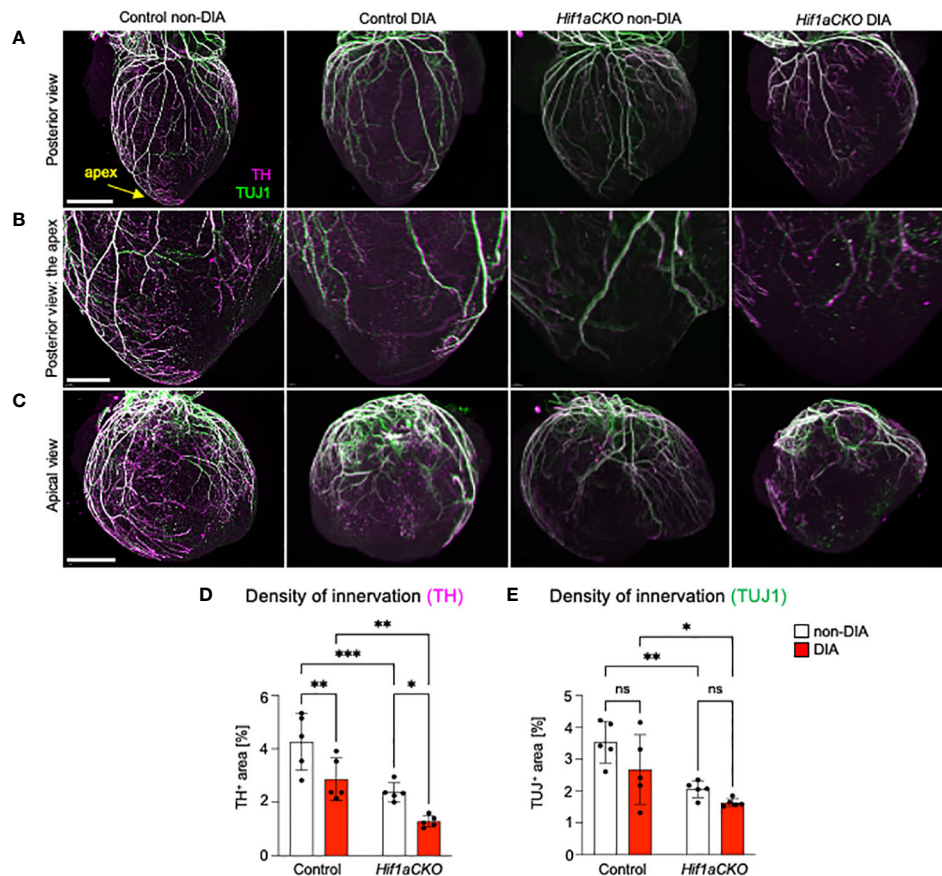 Control non-DIA Control DIA Hif1aCKO non-DIA Hif1aCKO DIA
A
Posterior view
apex
TH
TUJ1
B
Posterior view: the apex
C
Apical view
D Density of innervation (TH)
** 
***
** *
6
4
2
0
TH+ area [%]
Control Hif1aCKO
E Density of innervation (TUJ1)
*
**
ns ns
5
4
3
2
1
0
TUJ+ area [%]
Control Hif1aCKO
non-DIA
DIA